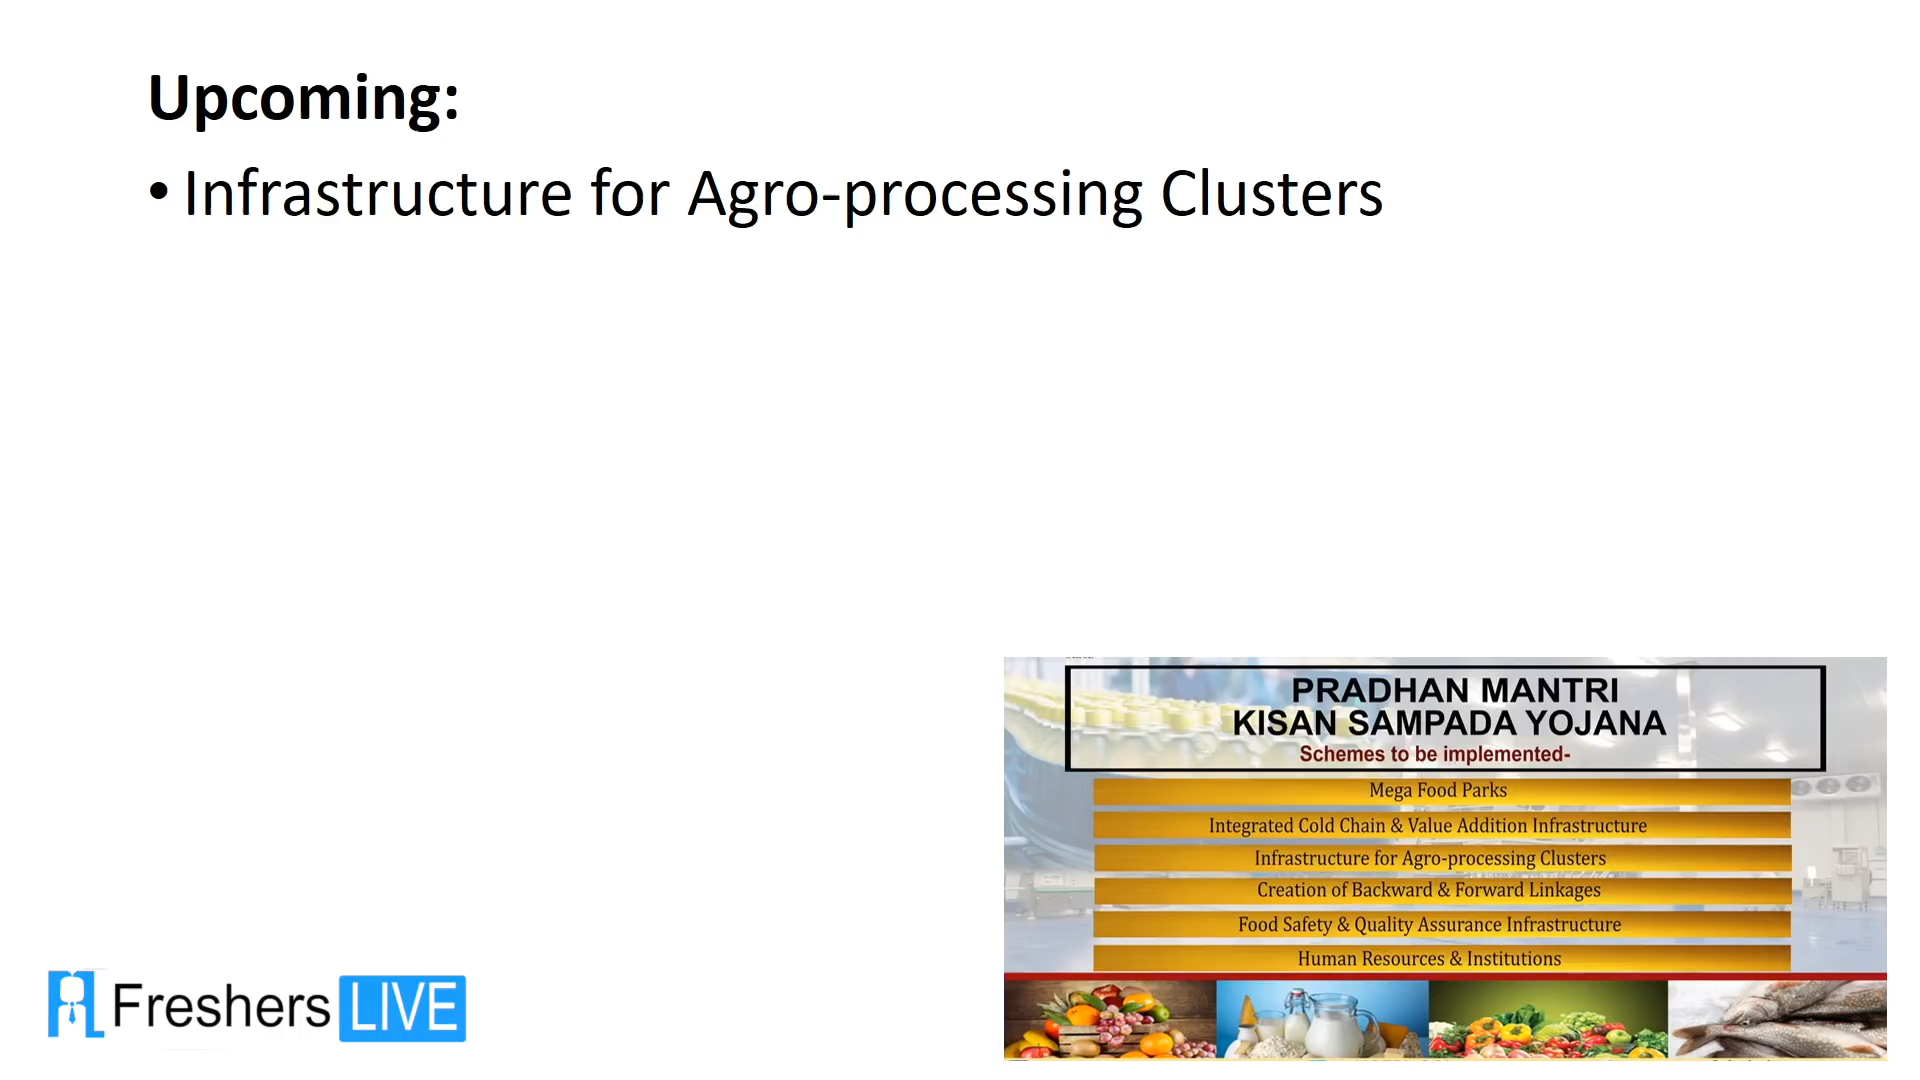 Upcoming:
• Infrastructure for Agro-processing Clusters
PRADHAN MANTRI
KISAN SAMPADA YOJANA
Schemes to be implemented-
Mega Food Parks
Integrated Cold Chain & Value Addition Infrastructure
Infrastructure for Agro-processing Clusters
Creation of Backward & Forward Linkages
Food Safety & Quality Assurance Infrastructure
Human Resources & Institutions
Freshers LIVE